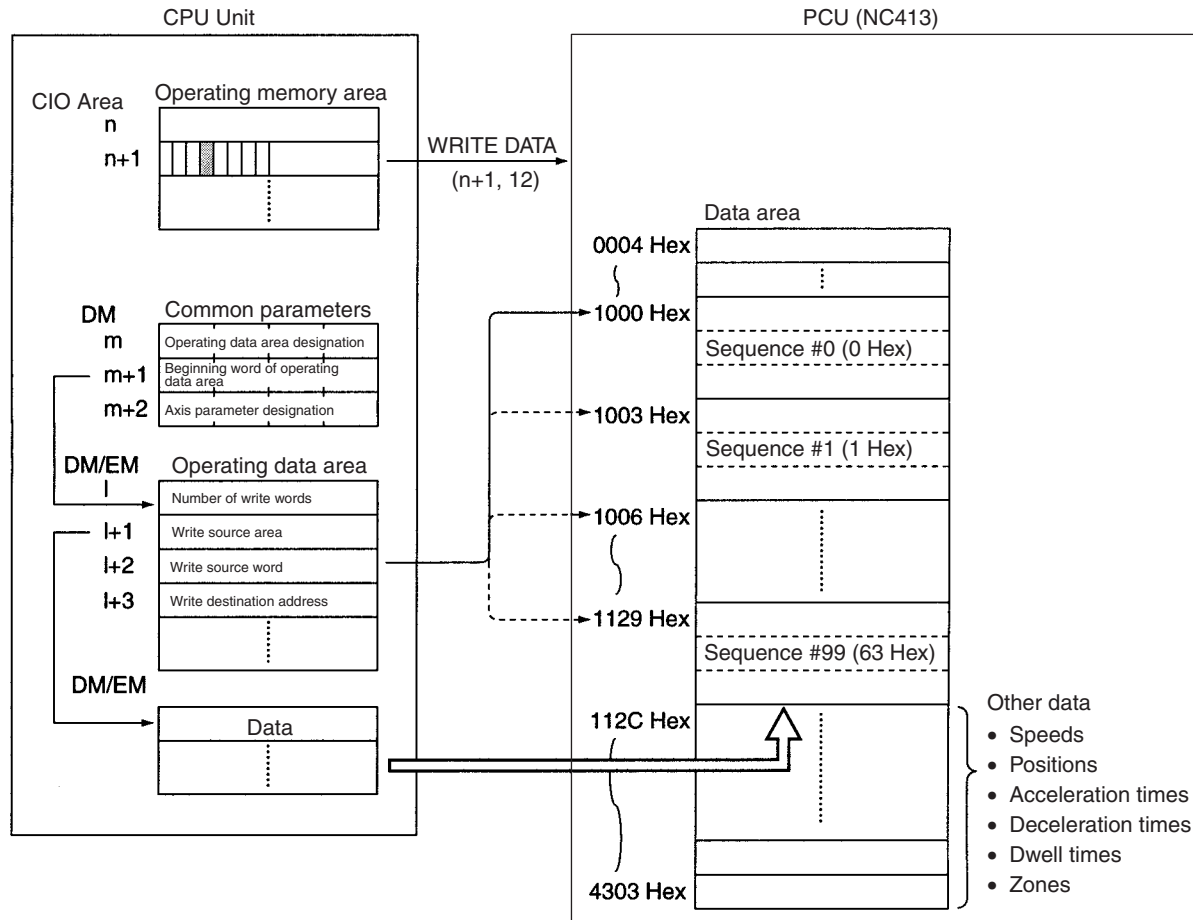 CPU Unit
PCU (NC413)
CIO Area
Operating memory area
n
n+1
WRITE DATA
(n+1, 12)
DM
Common parameters
m
Operating data area designation
m+1
Beginning word of operating
data area
m+2
Axis parameter designation
DM/EM
Operating data area
l
Number of write words
l+1
Write source area
l+2
Write source word
l+3
Write destination address
DM/EM
Data
Data area
0004 Hex
1000 Hex
Sequence #0 (0 Hex)
1003 Hex
Sequence #1 (1 Hex)
1006 Hex
1129 Hex
Sequence #99 (63 Hex)
112C Hex
4303 Hex
Other data
• Speeds
• Positions
• Acceleration times
• Deceleration times
• Dwell times
• Zones